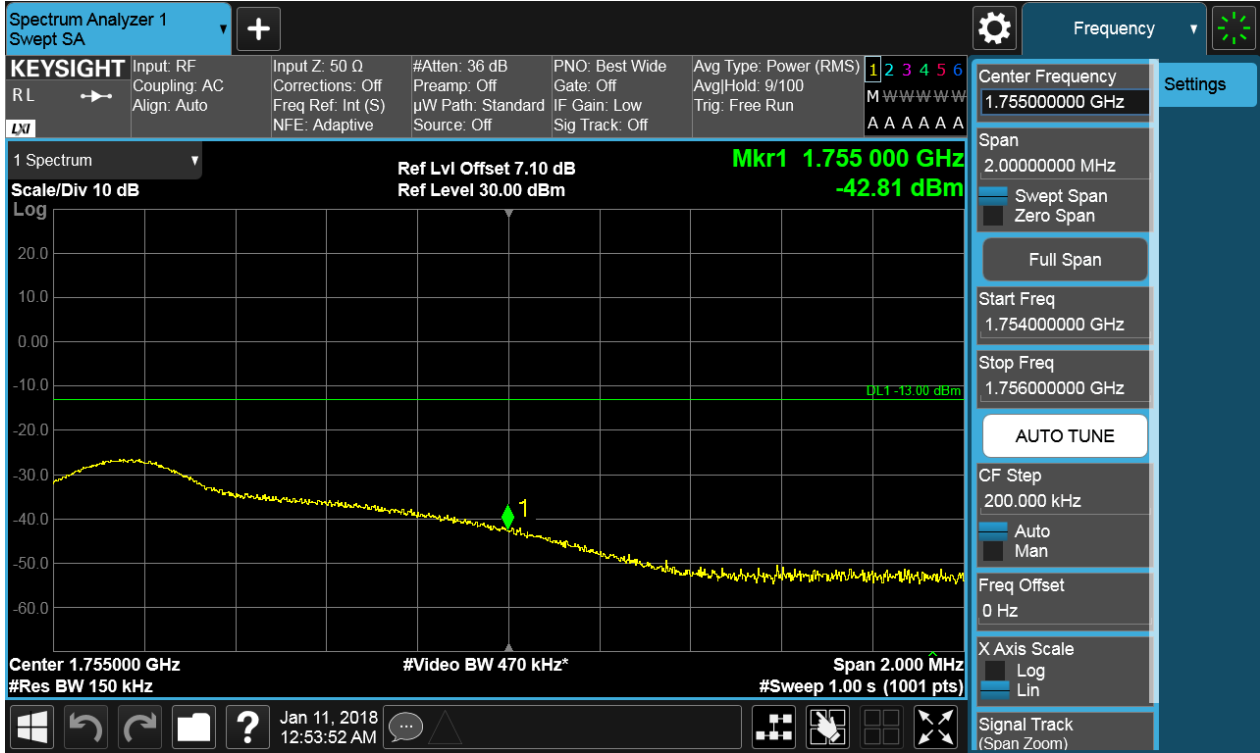 Spectrum Analyzer 1
Swept SA
Frequency
KEYSIGHT
RL
LXI
Input: RF
Coupling: AC
Align: Auto
Input Z: 50 Ω
Corrections: Off
Freq Ref: Int (S)
NFE: Adaptive
#Atten: 36 dB
Preamp: Off
µW Path: Standard
Source: Off
PNO: Best Wide
Gate: Off
IF Gain: Low
Sig Track: Off
Avg Type: Power (RMS)
Avg|Hold: 9/100
Trig: Free Run
1 2 3 4 5 6
M W W W W W
A A A A A A
1 Spectrum
Scale/Div 10 dB
Log
Ref Lvl Offset 7.10 dB
Ref Level 30.00 dBm
Mkr1 1.755 000 GHz
-42.81 dBm
20.0
10.0
0.00
-10.0
DL1 -13.00 dBm
-20.0
-30.0
1
-40.0
-50.0
-60.0
Center 1.755000 GHz
#Video BW 470 kHz*
Span 2.000 MHz
#Res BW 150 kHz
#Sweep 1.00 s (1001 pts)
?
Jan 11, 2018
12:53:52 AM
Settings
Center Frequency
1.755000000 GHz
Span
2.00000000 MHz
Swept Span
Zero Span
Full Span
Start Freq
1.754000000 GHz
Stop Freq
1.756000000 GHz
AUTO TUNE
CF Step
200.000 kHz
Auto
Man
Freq Offset
0 Hz
X Axis Scale
Log
Lin
Signal Track
(Span Zoom)